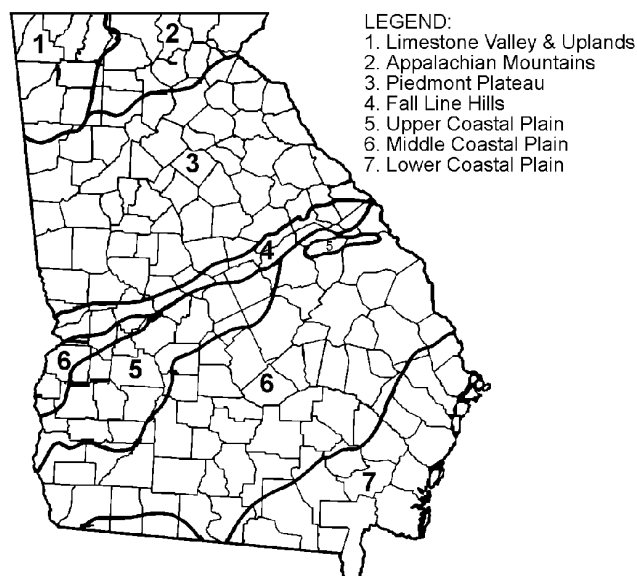 LEGEND:
1. Limestone Valley & Uplands
2. Appalachian Mountains
3. Piedmont Plateau
4. Fall Line Hills
5. Upper Coastal Plain
6. Middle Coastal Plain
7. Lower Coastal Plain
1
2
3
4
5
6
5
6
7